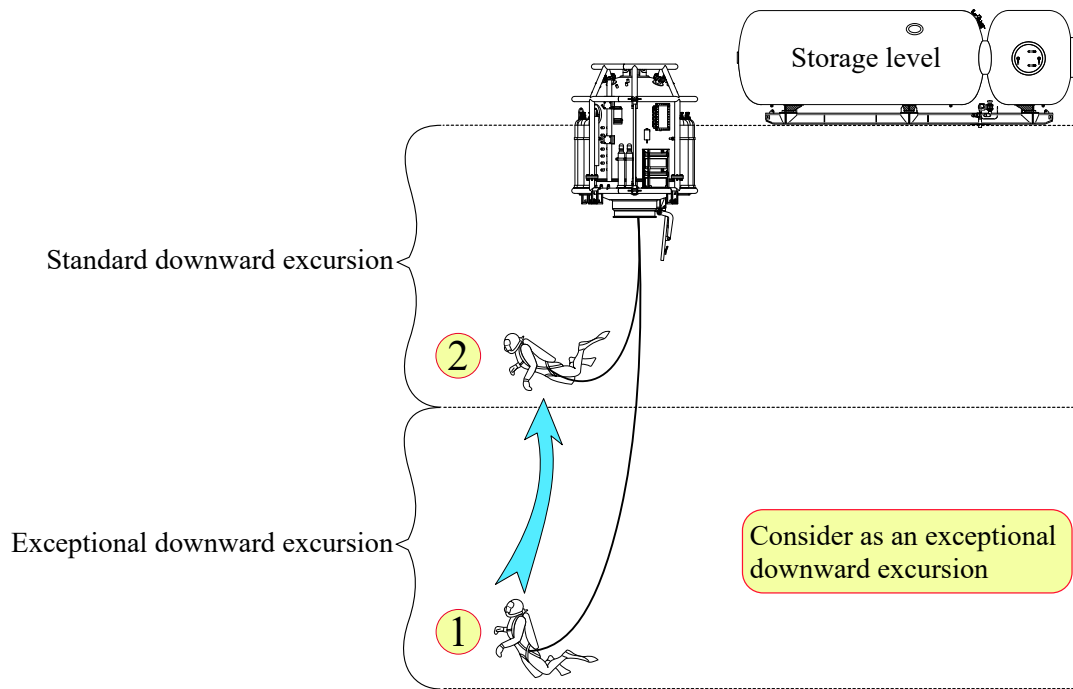 Storage level
Standard downward excursion
2
Exceptional downward excursion
Consider as an exceptional
downward excursion
1